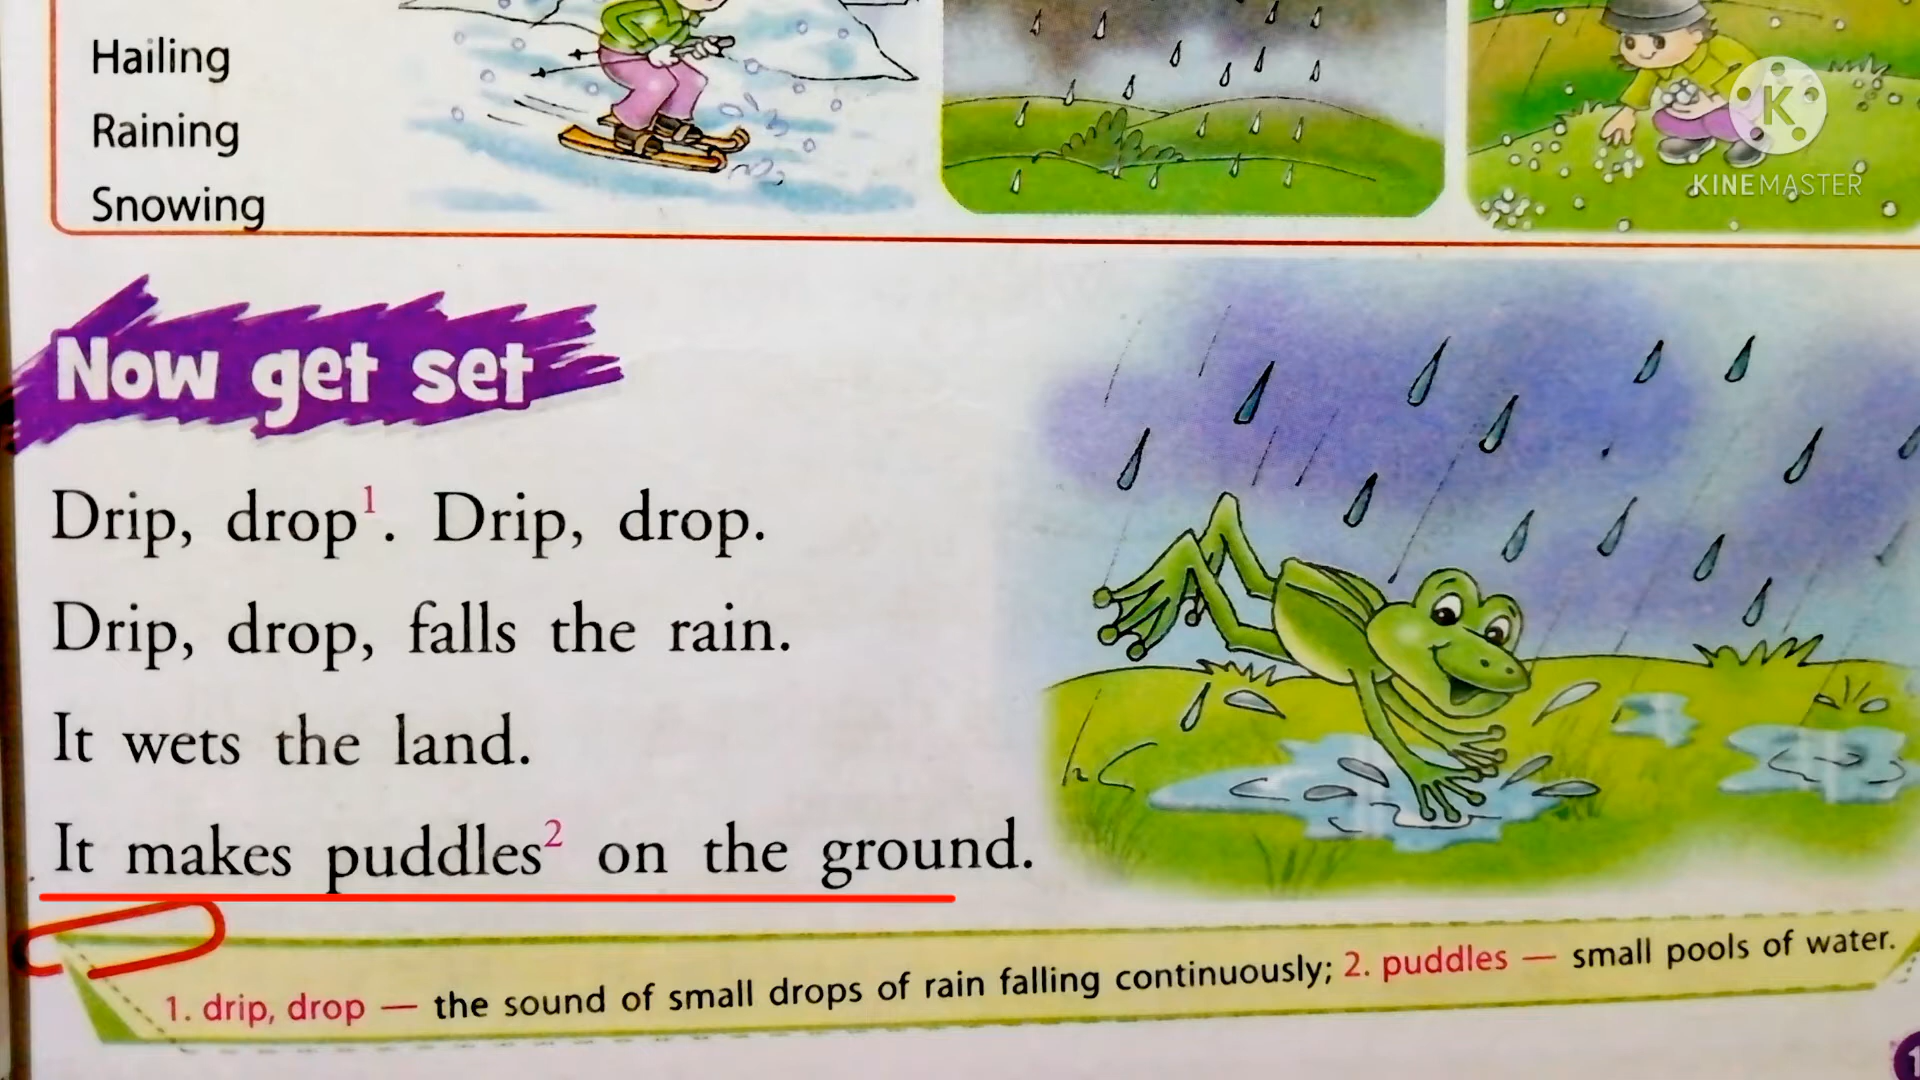 Hailing
Raining
Snowing
KINEMASTER
Now get set
Drip, drop¹. Drip, drop.
Drip, drop, falls the rain.
It wets the land.
It makes puddles² on the ground.
1. drip, drop — the sound of small drops of rain falling continuously; 2. puddles — small pools of water.